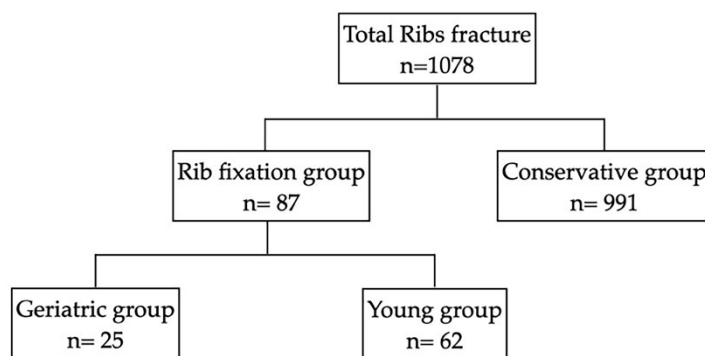 Total Ribs fracture
n=1078
Rib fixation group
n= 87
Conservative group
n= 991
Geriatric group
n= 25
Young group
n= 62